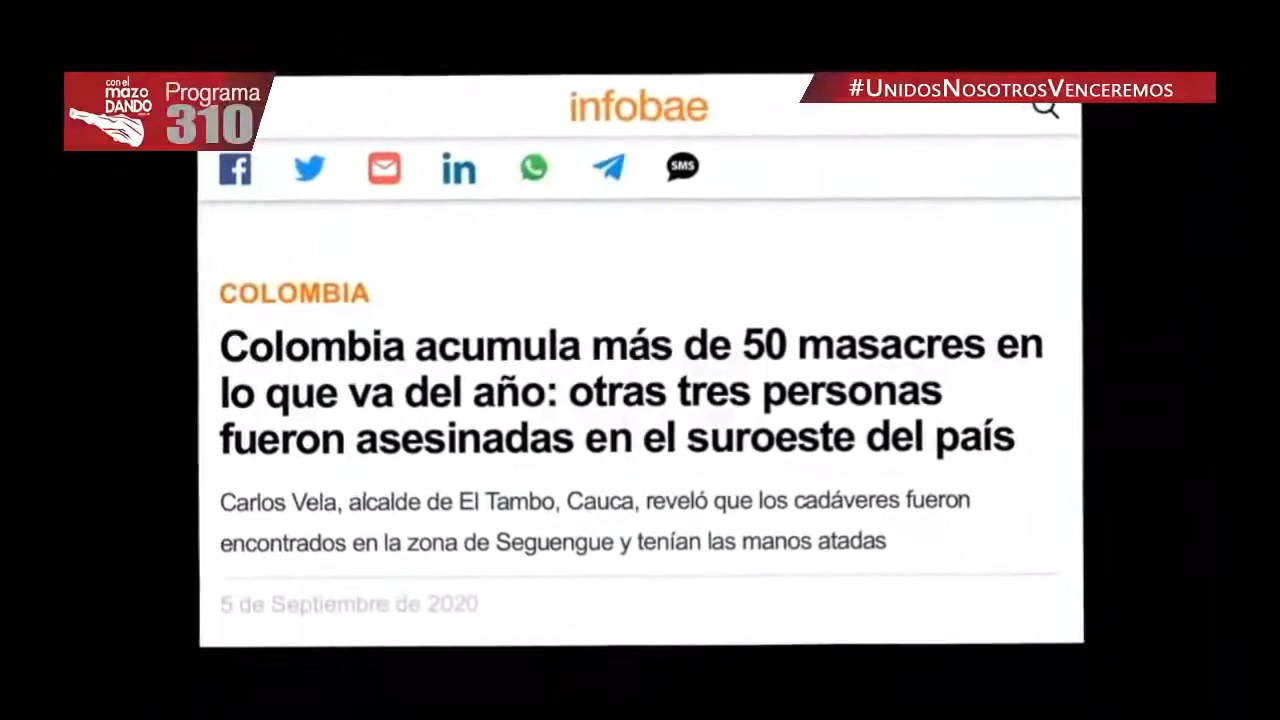 con el
mazo
DANDO
Programa
310
#UNIDOSNOSOTROSVENCEREMOS
infobae
SMS
COLOMBIA
Colombia acumula más de 50 masacres en
lo que va del año: otras tres personas
fueron asesinadas en el suroeste del país
Carlos Vela, alcalde de El Tambo, Cauca, reveló que los cadáveres fueron
encontrados en la zona de Seguengue y tenían las manos atadas
5 de Septiembre de 2020